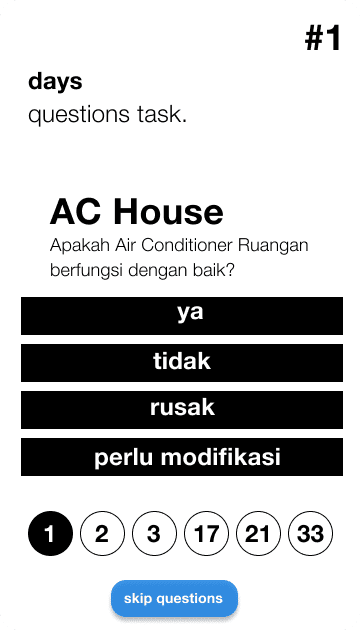 #1
days
questions task.
AC House
Apakah Air Conditioner Ruangan
berfungsi dengan baik?
ya
tidak
rusak
perlu modifikasi
1 2 3 17 21 33
skip questions